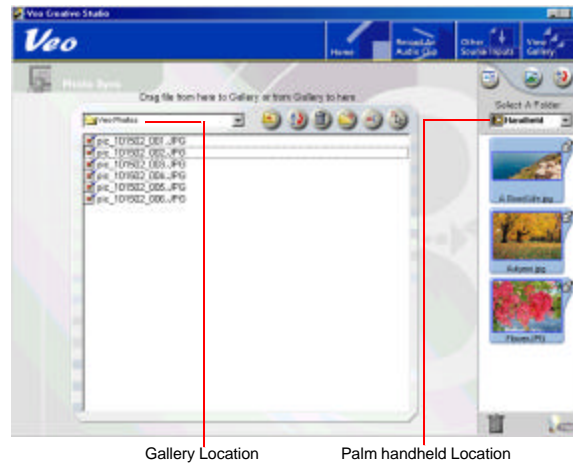 Veo Creative Studio
Veo
Home
Record An Audio Clip
Other Source Inputs
View Gallery
Photo Sync
Drag file from here to Gallery or from Gallery to here
Select A Folder
Veo Photos
Handheld
pic_101502_001.JPG
pic_101502_002.JPG
pic_101502_003.JPG
pic_101502_004.JPG
pic_101502_005.JPG
pic_101502_006.JPG
Autumn.jpg
Flower.JPG
Gallery Location
Palm handheld Location